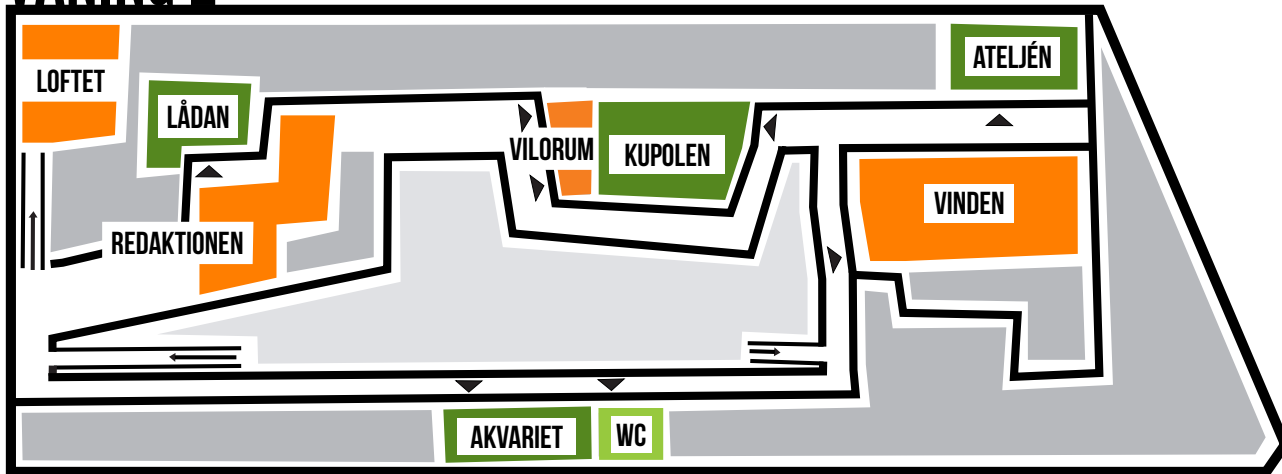 LOFTET
ATELJÉN
LÅDAN
VILORUM
KUPOLEN
VINDEN
REDAKTIONEN
AKVARIET
WC